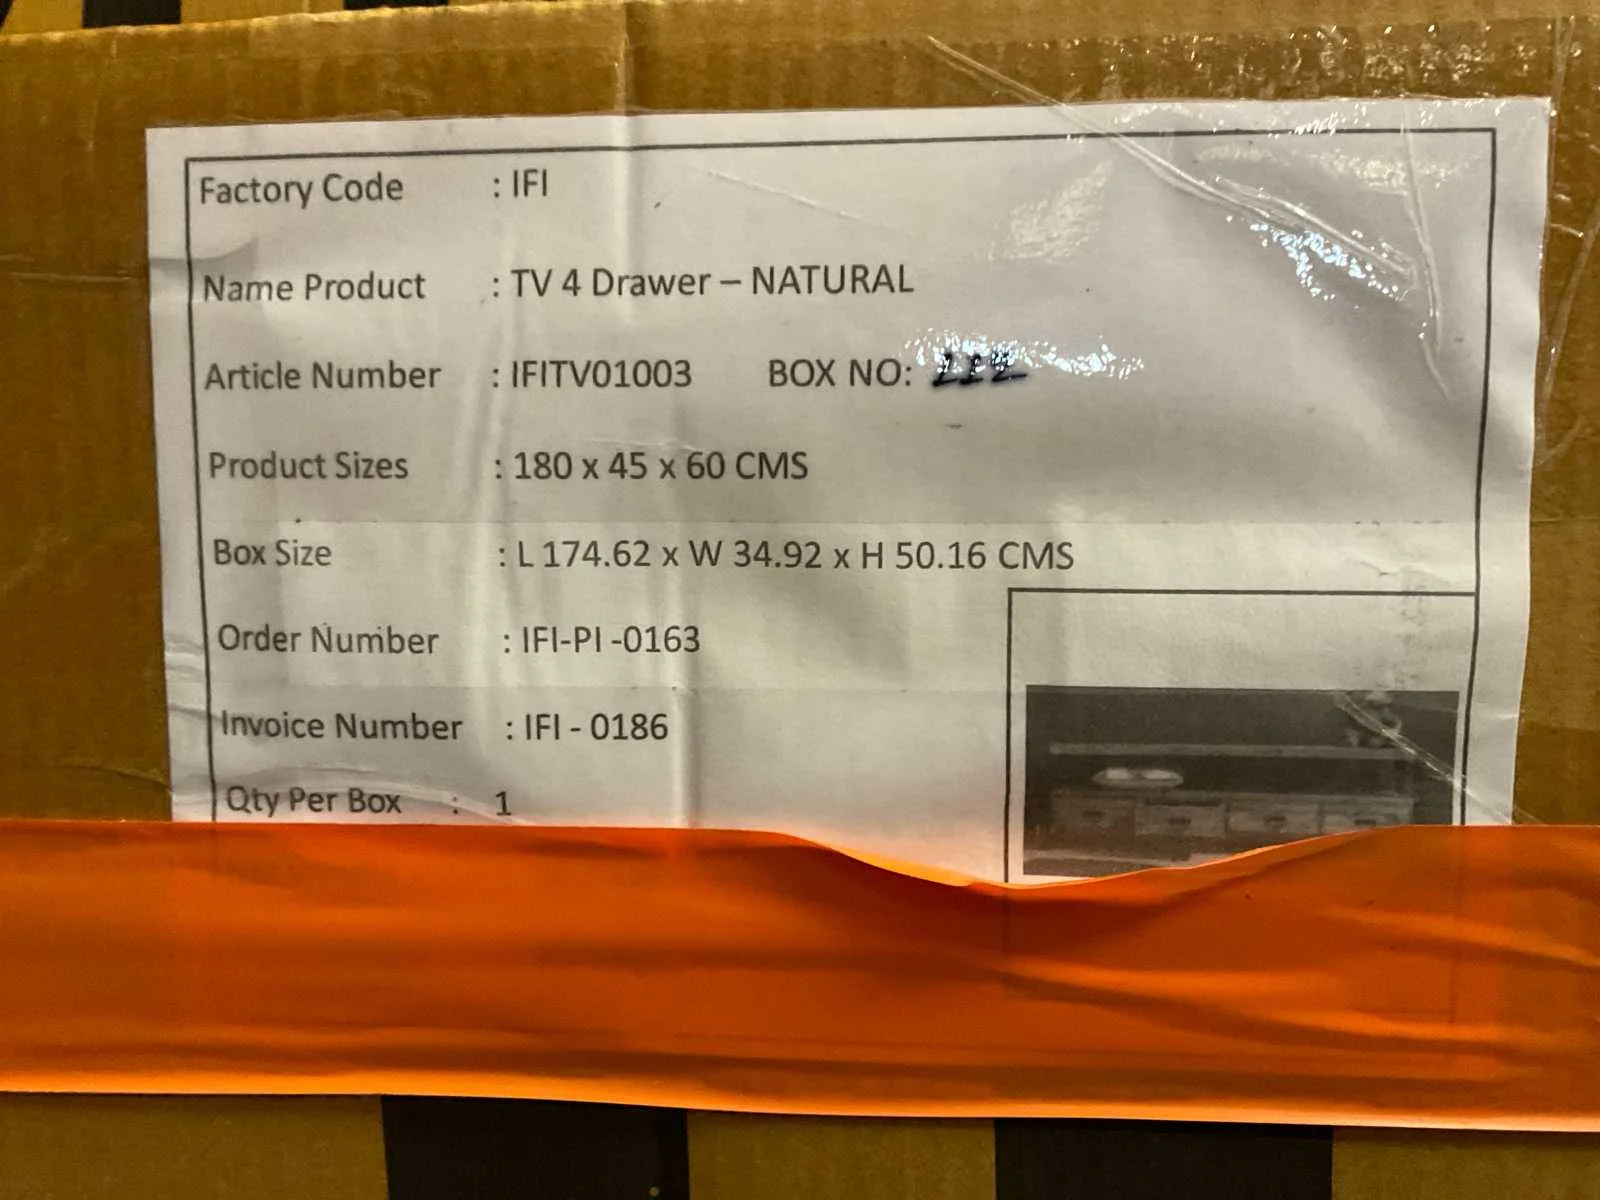 Factory Code : IFI
Name Product : TV 4 Drawer – NATURAL
Article Number : IFITV01003 BOX NO:
Product Sizes : 180 x 45 x 60 CMS
Box Size : L 174.62 x W 34.92 x H 50.16 CMS
Order Number : IFI-PI -0163
Invoice Number : IFI - 0186
Qty Per Box : 1